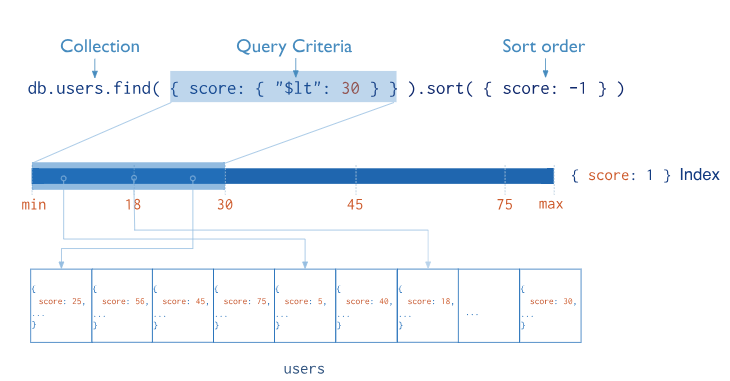 Collection Query Criteria Sort order
db.users.find( { score: { "$lt": 30 } } ).sort( { score: -1 } )
{ score: 1 } Index
min 18 30 45 75 max
{ { { { { { { {
score: 25, score: 56, score: 45, score: 75, score: 5, score: 40, score: 18, score: 30,
... ... ... ... ... ... ... ... ...
} } } } } } } }
users